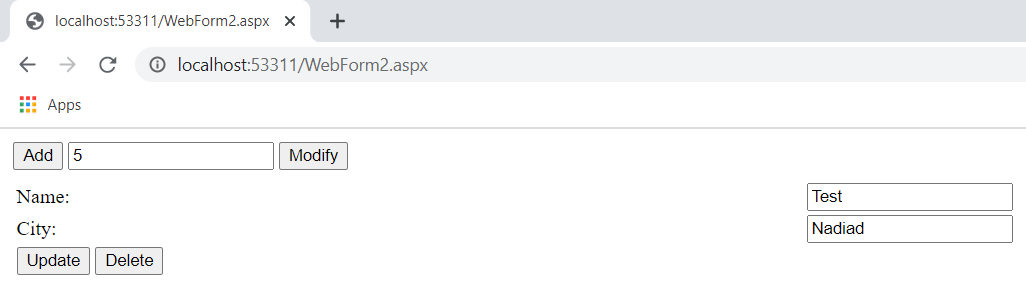 localhost:53311/WebForm2.aspx
localhost:53311/WebForm2.aspx
Apps
Add 5 Modify
Name: Test
City: Nadiad
Update Delete